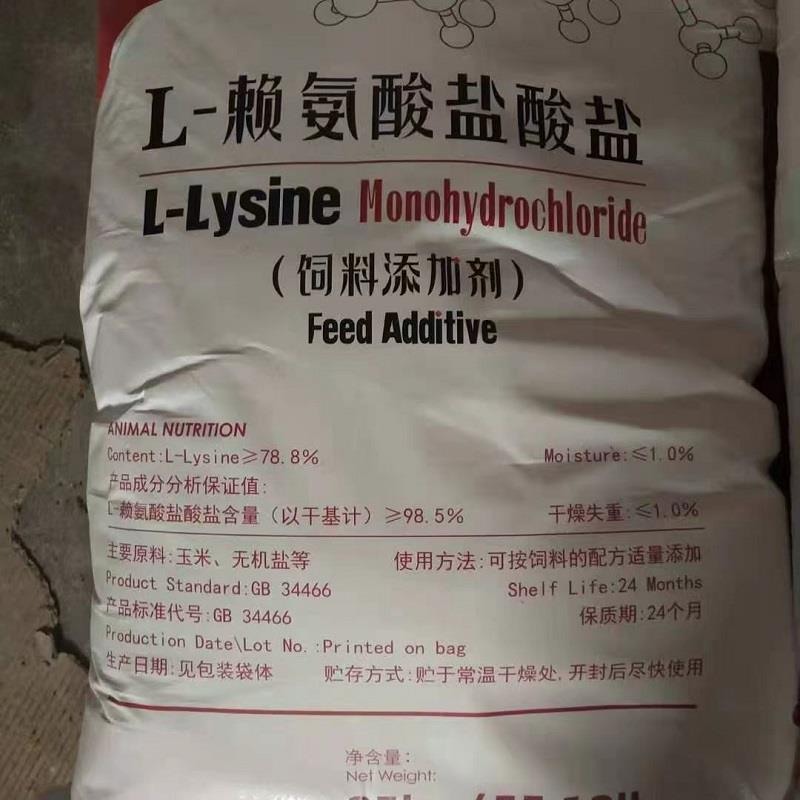 L-赖氨酸盐酸盐
L-Lysine Monohydrochloride
(饲料添加剂)
Feed Additive
ANIMAL NUTRITION
Content:L-Lysine≥78.8% Moisture:≤1.0%
产品成分分析保证值:
L-赖氨酸盐酸盐含量（以干基计）≥98.5% 干燥失重:≤1.0%
主要原料:玉米、无机盐等 使用方法:可按饲料的配方适量添加
Product Standard:GB 34466 Shelf Life:24 Months
产品标准代号:GB 34466 保质期:24个月
Production Date\Lot No.:Printed on bag
生产日期:见包装袋体 贮存方式:贮于常温干燥处,开封后尽快使用
净含量:
Net Weight: